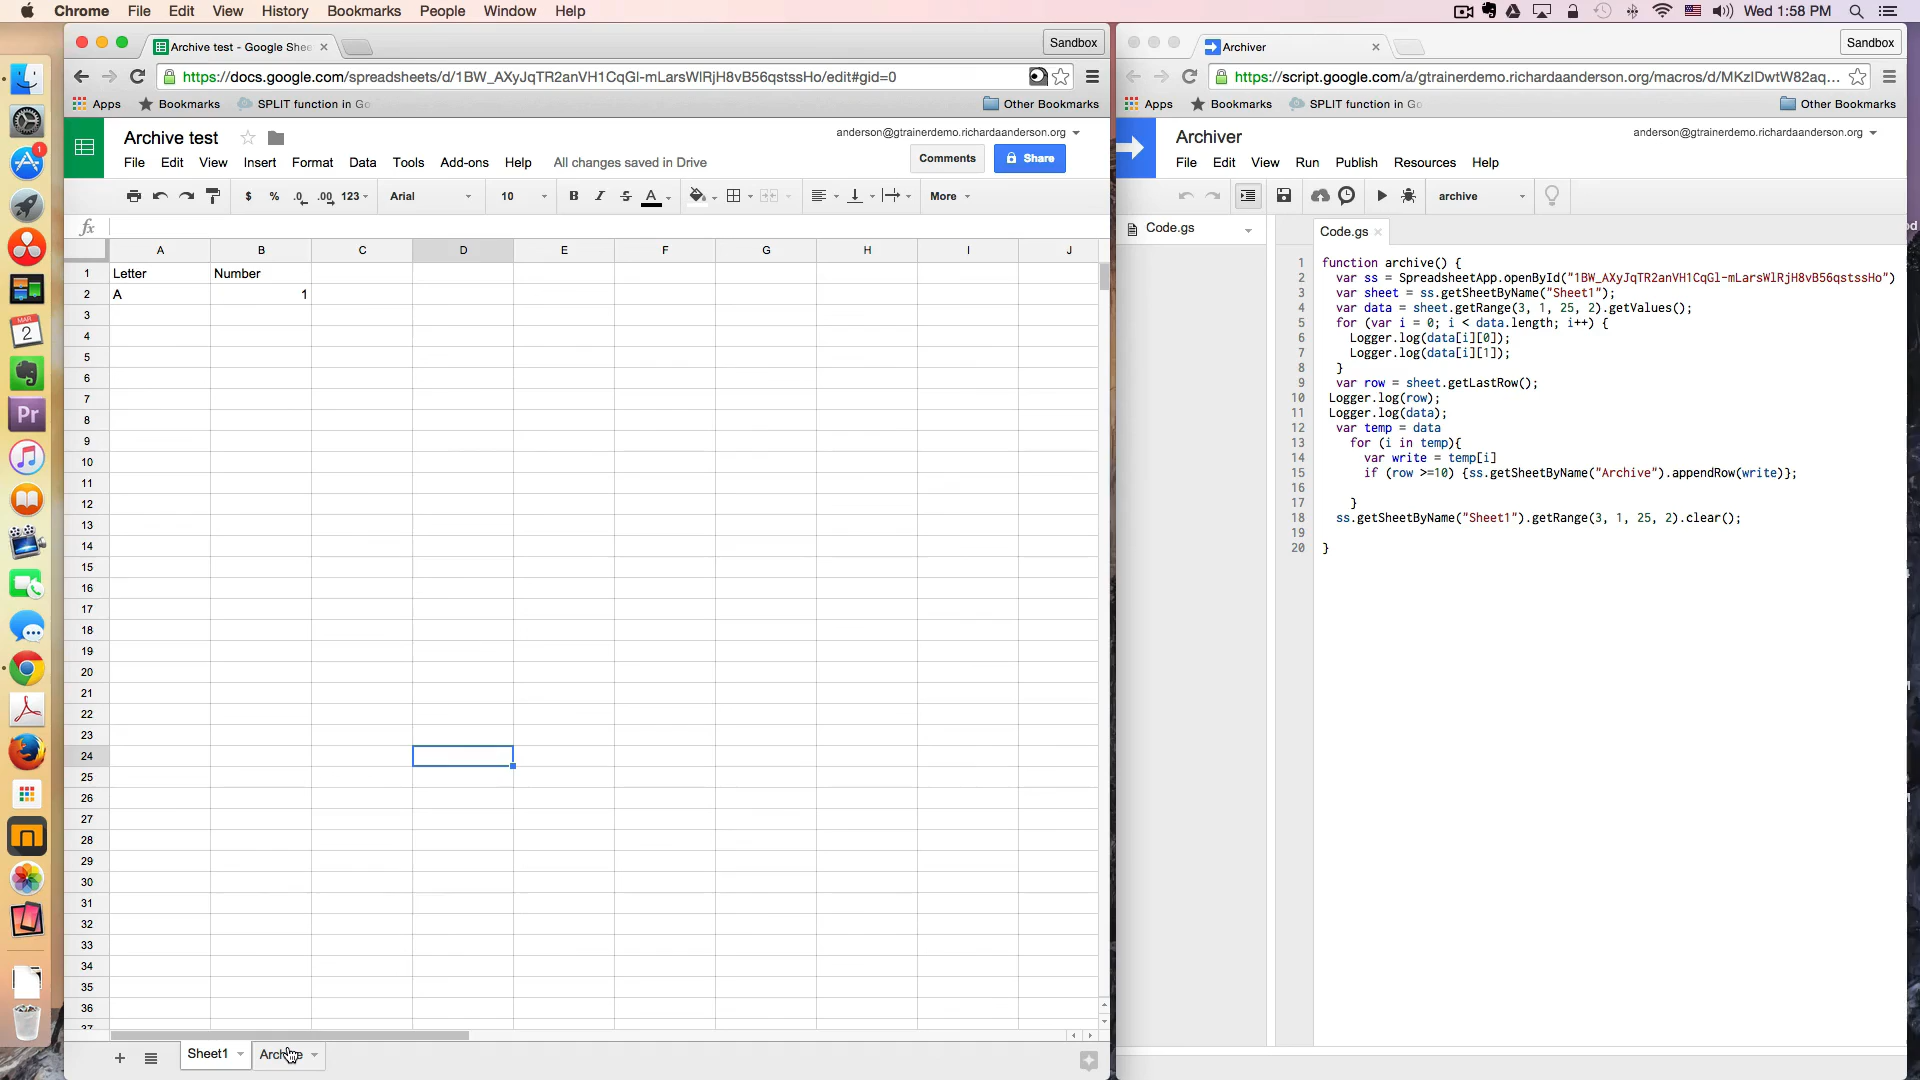 Chrome File Edit View History Bookmarks People Window Help
Wed 1:58 PM
Archive test - Google Shee
Sandbox
https://docs.google.com/spreadsheets/d/1BW_AXyJqTR2anVH1CqGl-mLarsWlRjH8vB56qstssHo/edit#gid=0
Apps Bookmarks SPLIT function in Go Other Bookmarks
Archive test
anderson@gtrainerdemo.richardaanderson.org
File Edit View Insert Format Data Tools Add-ons Help All changes saved in Drive
Comments Share
$ % .0 .00 123 Arial 10 B I S A More
fx
A B C D E F G H I J
1 Letter Number
2 A 1
3
4
5
6
7
8
9
10
11
12
13
14
15
16
17
18
19
20
21
22
23
24
25
26
27
28
29
30
31
32
33
34
35
36
37
Sheet1 Archive
Archiver
Sandbox
https://script.google.com/a/gtrainerdemo.richardaanderson.org/macros/d/MKzlDwtW82aq...
Apps Bookmarks SPLIT function in Go Other Bookmarks
Archiver
anderson@gtrainerdemo.richardaanderson.org
File Edit View Run Publish Resources Help
archive
Code.gs
Code.gs
1 function archive() {
2 var ss = SpreadsheetApp.openById("1BW_AXyJqTR2anVH1CqGl-mLarsWlRjH8vB56qstssHo")
3 var sheet = ss.getSheetByName("Sheet1");
4 var data = sheet.getRange(3, 1, 25, 2).getValues();
5 for (var i = 0; i < data.length; i++) {
6 Logger.log(data[i][0]);
7 Logger.log(data[i][1]);
8 }
9 var row = sheet.getLastRow();
10 Logger.log(row);
11 Logger.log(data);
12 var temp = data
13 for (i in temp){
14 var write = temp[i]
15 if (row >=10) {ss.getSheetByName("Archive").appendRow(write)};
16
17 }
18 ss.getSheetByName("Sheet1").getRange(3, 1, 25, 2).clear();
19
20 }
MAR
2
Pr
1